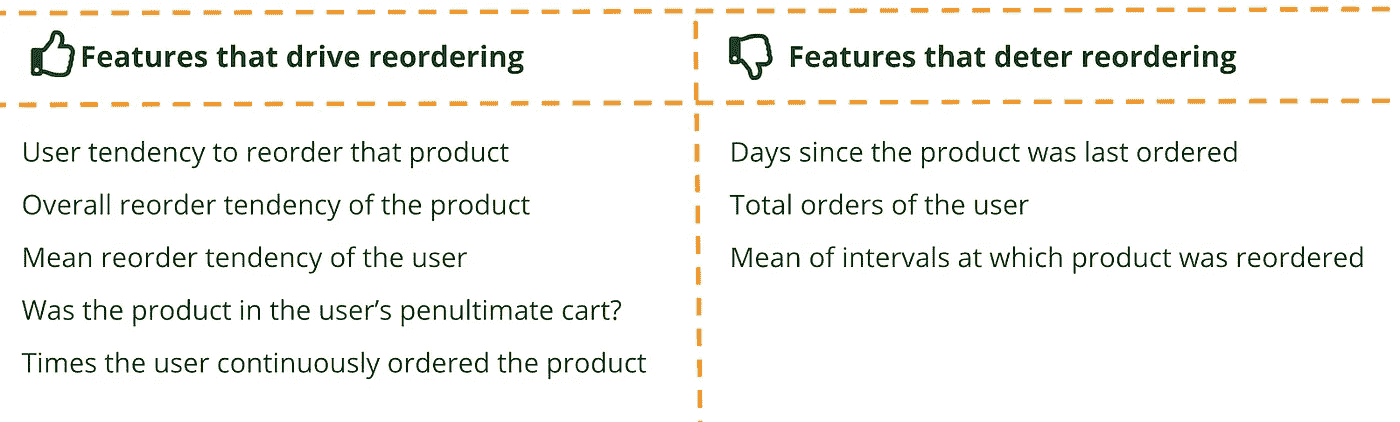 Features that drive reordering
User tendency to reorder that product
Overall reorder tendency of the product
Mean reorder tendency of the user
Was the product in the user’s penultimate cart?
Times the user continuously ordered the product
Features that deter reordering
Days since the product was last ordered
Total orders of the user
Mean of intervals at which product was reordered